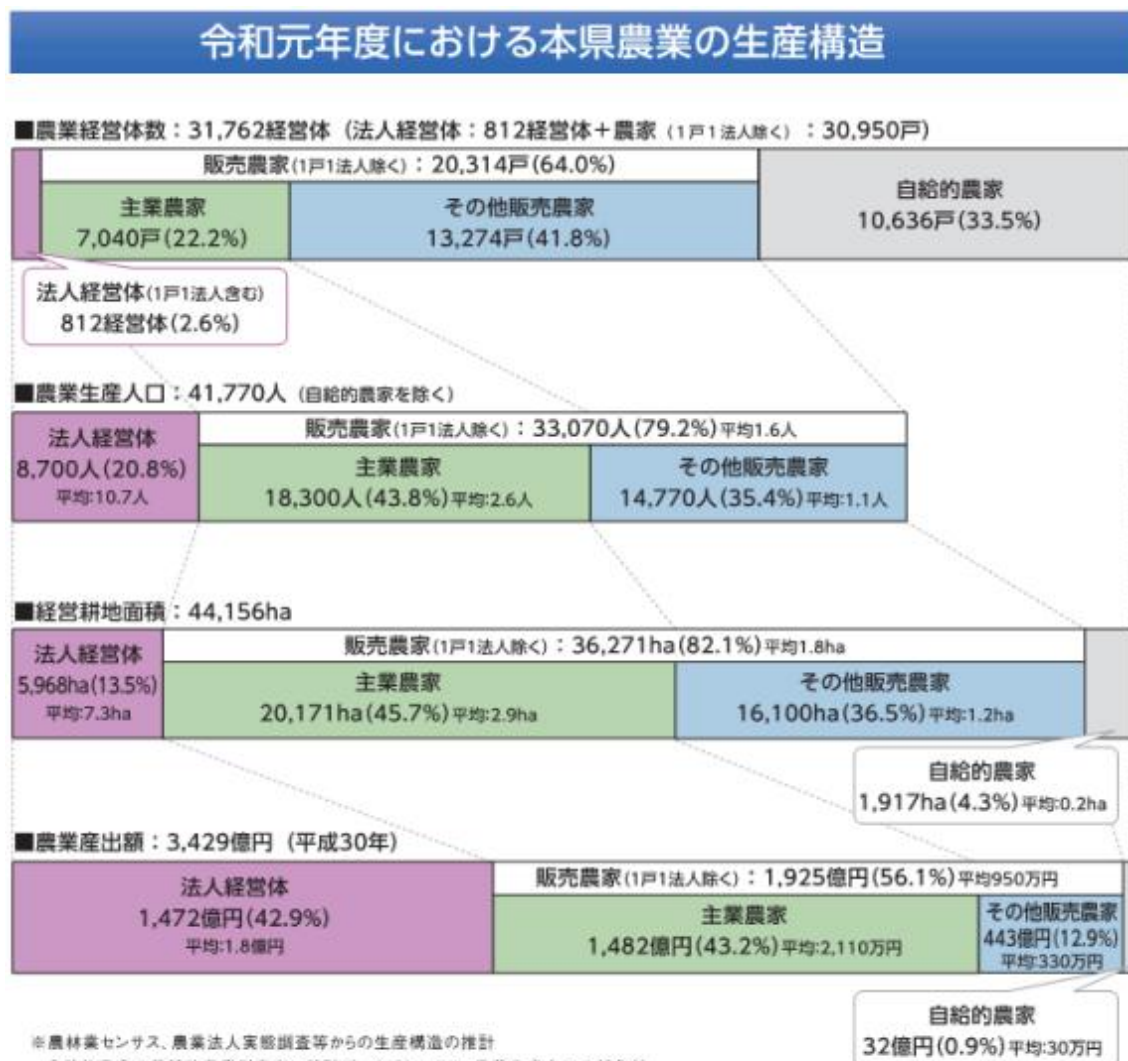 令和元年度における本県農業の生産構造
■農業経営体数：31,762経営体（法人経営体：812経営体＋農家（1戸1法人除く）：30,950戸）
販売農家(1戸1法人除く)：20,314戸(64.0%)
主業農家
7,040戸(22.2%)
その他販売農家
13,274戸(41.8%)
自給的農家
10,636戸(33.5%)
法人経営体(1戸1法人含む)
812経営体(2.6%)
■農業生産人口：41,770人（自給的農家を除く）
法人経営体
8,700人(20.8%)
平均:10.7人
販売農家(1戸1法人除く)：33,070人(79.2%)平均1.6人
主業農家
18,300人(43.8%)平均:2.6人
その他販売農家
14,770人(35.4%)平均:1.1人
■経営耕地面積：44,156ha
法人経営体
5,968ha(13.5%)
平均:7.3ha
販売農家(1戸1法人除く)：36,271ha(82.1%)平均1.8ha
主業農家
20,171ha(45.7%)平均:2.9ha
その他販売農家
16,100ha(36.5%)平均:1.2ha
自給的農家
1,917ha(4.3%)平均:0.2ha
■農業産出額：3,429億円（平成30年）
法人経営体
1,472億円(42.9%)
平均:1.8億円
販売農家(1戸1法人除く)：1,925億円(56.1%)平均950万円
主業農家
1,482億円(43.2%)平均:2,110万円
その他販売農家
443億円(12.9%)
平均:330万円
自給的農家
32億円(0.9%)平均:30万円
※農林業センサス、農業法人実態調査等からの生産構造の推計